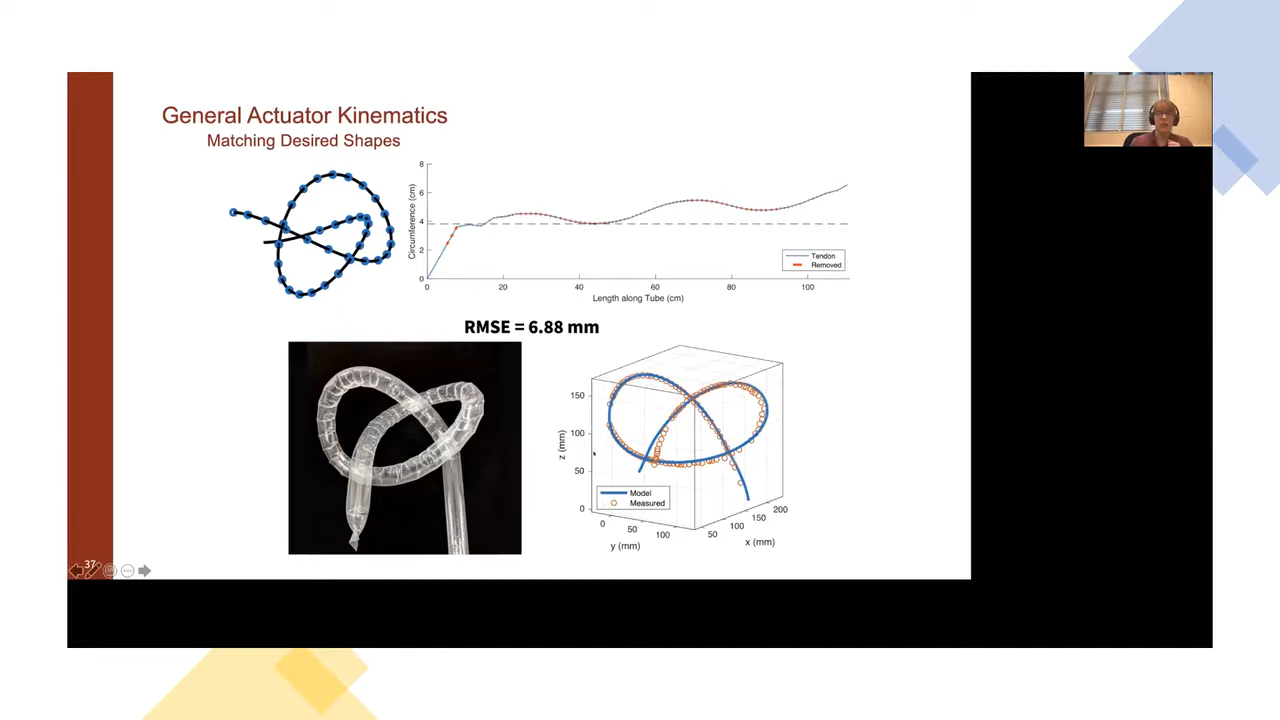 General Actuator Kinematics
Matching Desired Shapes
8
6
4
2
0
Circumference (cm)
0 20 40 60 80 100
Length along Tube (cm)
Tendon
Removed
RMSE = 6.88 mm
150
100
50
0
z (mm)
Model
Measured
0 50 100
y (mm)
50 100 150 200
x (mm)
37